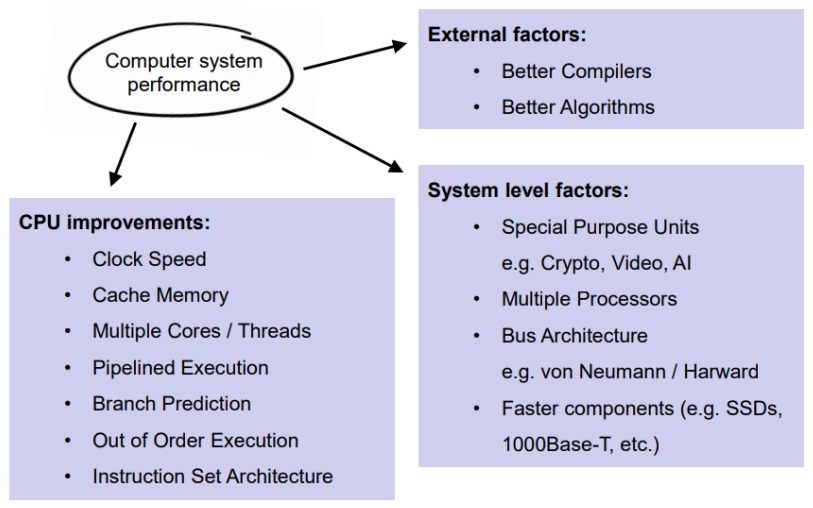 Computer system
performance
External factors:
• Better Compilers
• Better Algorithms
System level factors:
• Special Purpose Units
e.g. Crypto, Video, AI
• Multiple Processors
• Bus Architecture
e.g. von Neumann / Harward
• Faster components (e.g. SSDs,
1000Base-T, etc.)
CPU improvements:
• Clock Speed
• Cache Memory
• Multiple Cores / Threads
• Pipelined Execution
• Branch Prediction
• Out of Order Execution
• Instruction Set Architecture